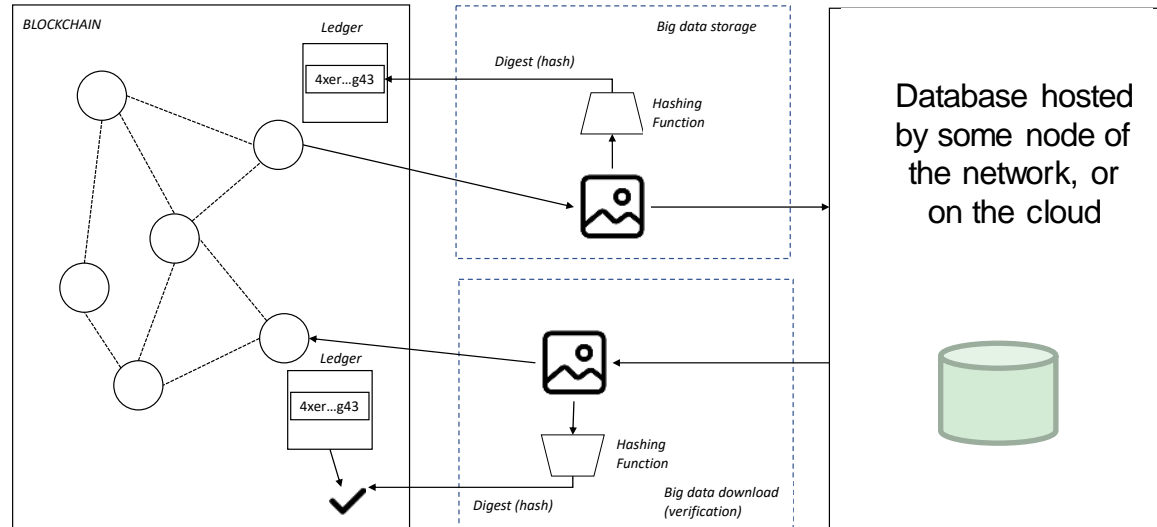 BLOCKCHAIN
Ledger
4xer...g43
Big data storage
Digest (hash)
Hashing
Function
Database hosted
by some node of
the network, or
on the cloud
Ledger
4xer...g43
Hashing
Function
Digest (hash)
Big data download
(verification)